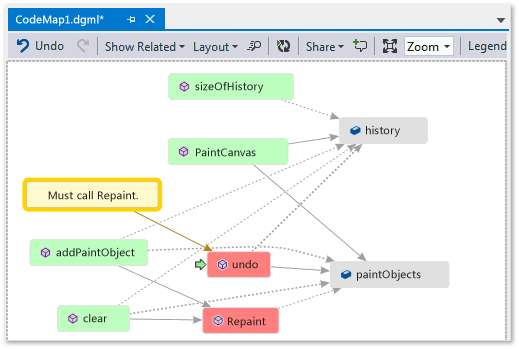 CodeMap1.dgml*
Undo Show Related Layout Share Zoom Legend
sizeOfHistory
history
PaintCanvas
Must call Repaint.
addPaintObject
undo
paintObjects
clear
Repaint